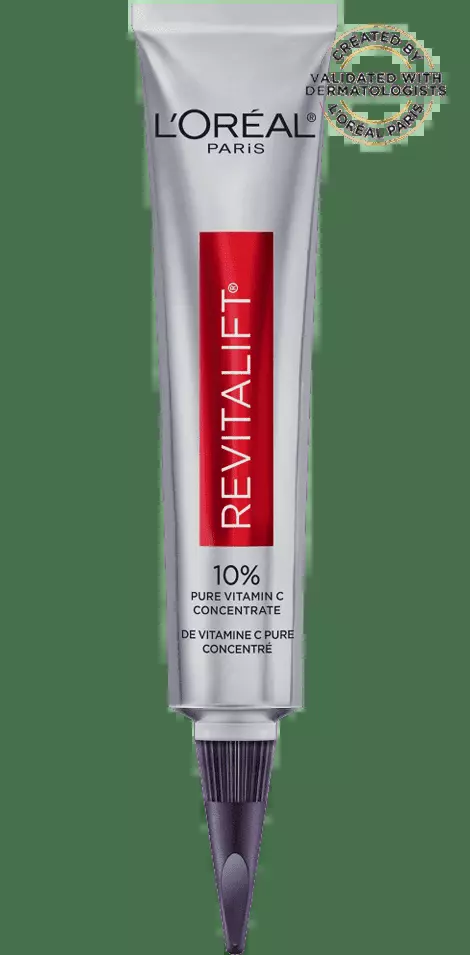 CREATED BY
VALIDATED WITH
DERMATOLOGISTS
L'ORÉAL PARIS
L'ORÉAL®
PARiS
REVITALIFT®
10%
PURE VITAMIN C
CONCENTRATE
DE VITAMINE C PURE
CONCENTRÉ